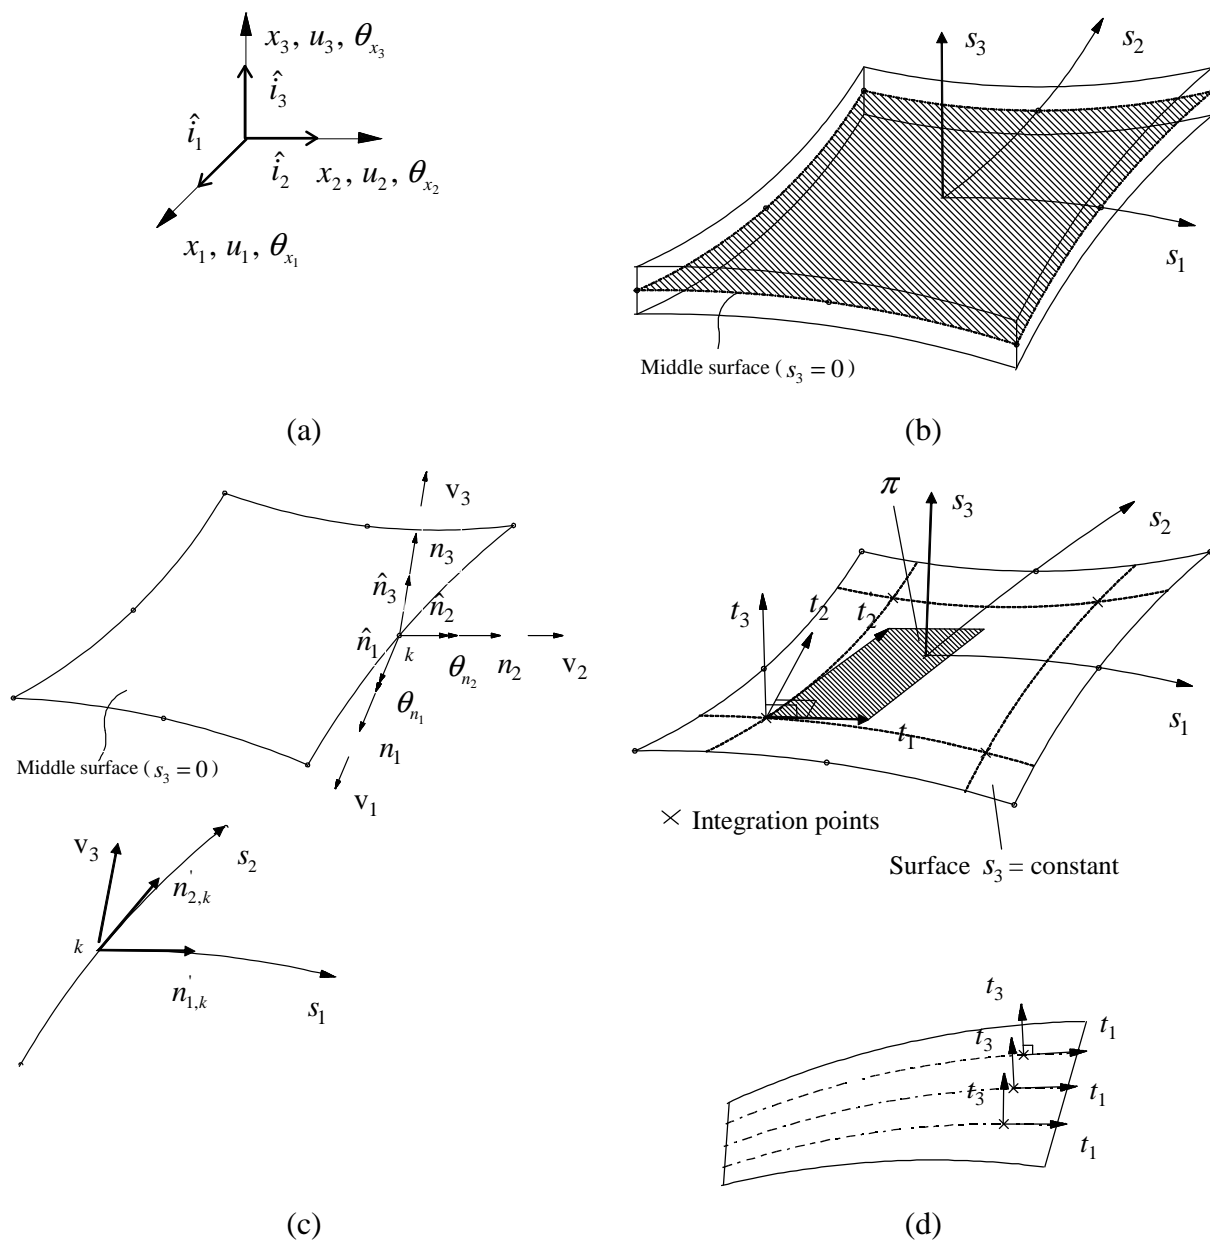 x₃, u₃, θₓ₃
î₃
î₁
î₂
x₂, u₂, θₓ₂
x₁, u₁, θₓ₁
(a)
s₃
s₂
s₁
Middle surface ( s₃ = 0 )
(b)
v₃
n₃
n̂₃
n̂₂
n̂₁
k
θₙ₂
n₂
v₂
θₙ₁
n₁
v₁
Middle surface ( s₃ = 0 )
v₃
s₂
n'₂,ₖ
k
n'₁,ₖ
s₁
(c)
π
s₃
s₂
t₃
t₂
t₂
t₁
s₁
× Integration points
Surface s₃ = constant
t₃
t₃
t₁
t₃
t₁
t₁
(d)